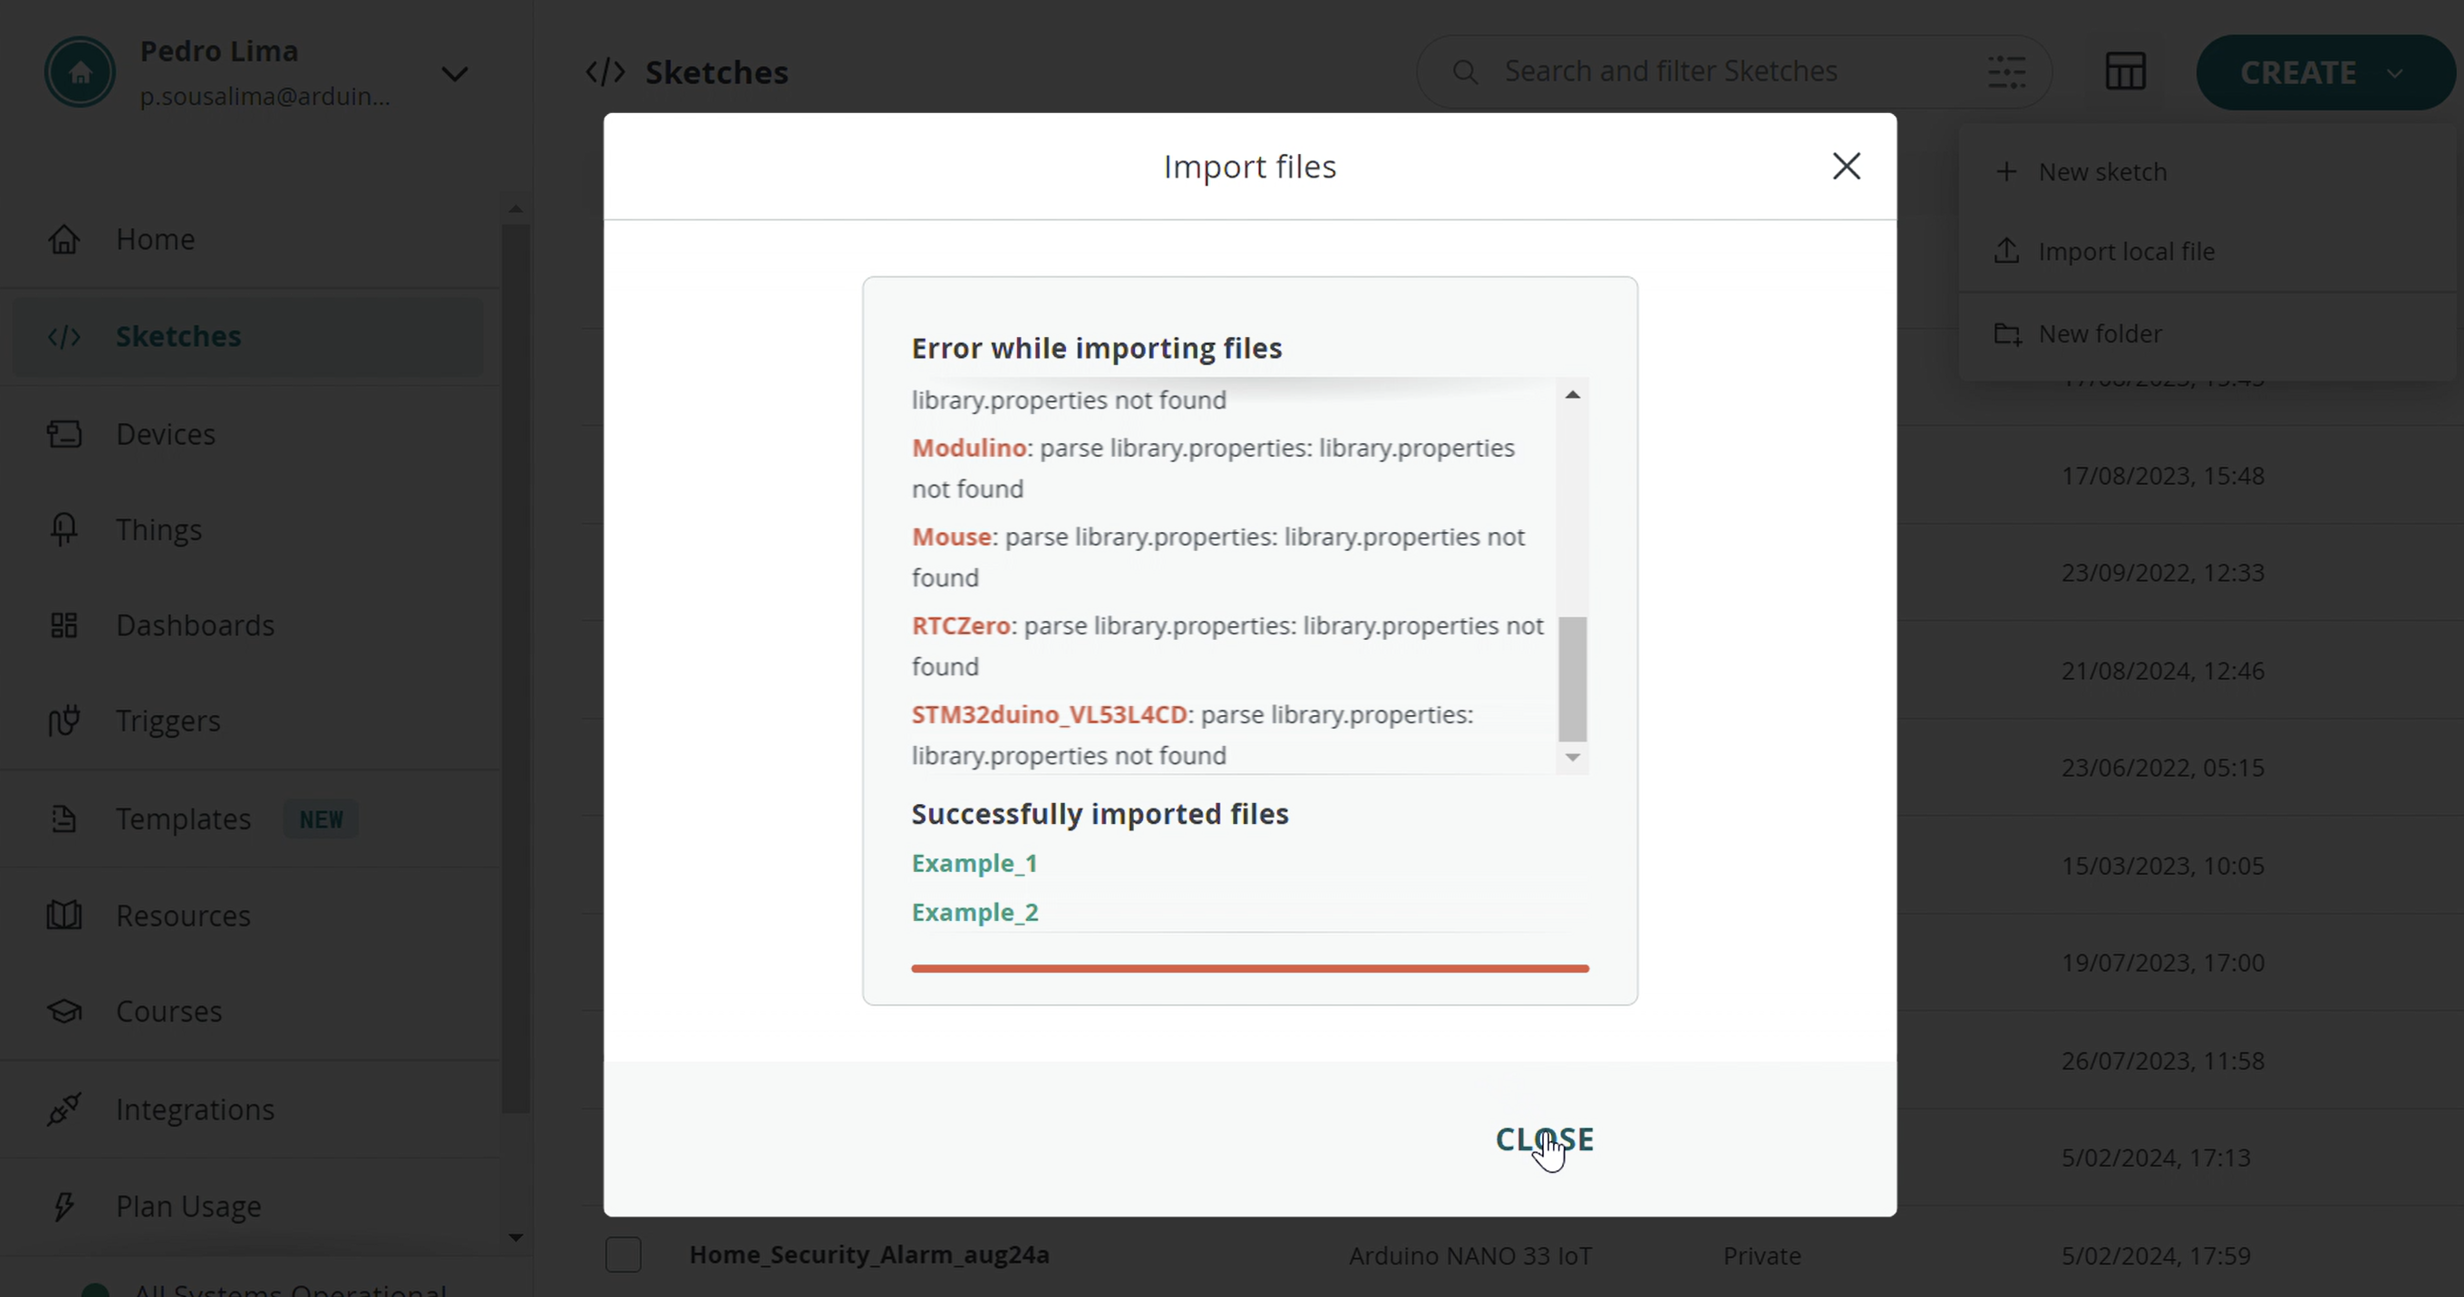 Pedro Lima
p.sousalima@arduin...
Home
Sketches
Devices
Things
Dashboards
Triggers
Templates NEW
Resources
Courses
Integrations
Plan Usage
All Systems Operational
</> Sketches
Search and filter Sketches
CREATE
New sketch
Import local file
New folder
Import files
Error while importing files
library.properties not found
Modulino: parse library.properties: library.properties
not found
Mouse: parse library.properties: library.properties not
found
RTCZero: parse library.properties: library.properties not
found
STM32duino_VL53L4CD: parse library.properties:
library.properties not found
Successfully imported files
Example_1
Example_2
CLOSE
17/08/2023, 15:48
23/09/2022, 12:33
21/08/2024, 12:46
23/06/2022, 05:15
15/03/2023, 10:05
19/07/2023, 17:00
26/07/2023, 11:58
5/02/2024, 17:13
Home_Security_Alarm_aug24a Arduino NANO 33 IoT Private 5/02/2024, 17:59